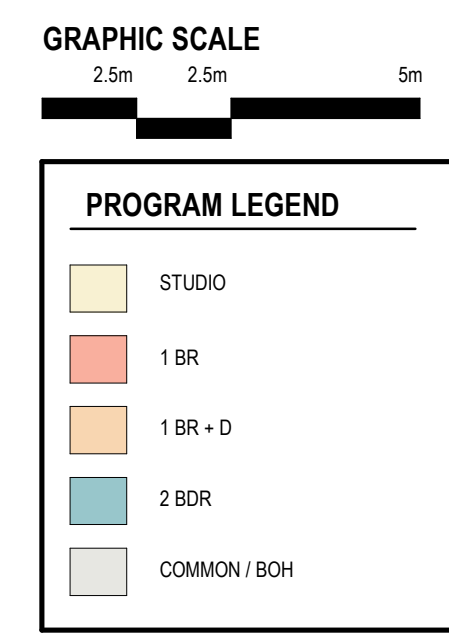 GRAPHIC SCALE
2.5m 2.5m 5m
PROGRAM LEGEND
STUDIO
1 BR
1 BR + D
2 BDR
COMMON / BOH